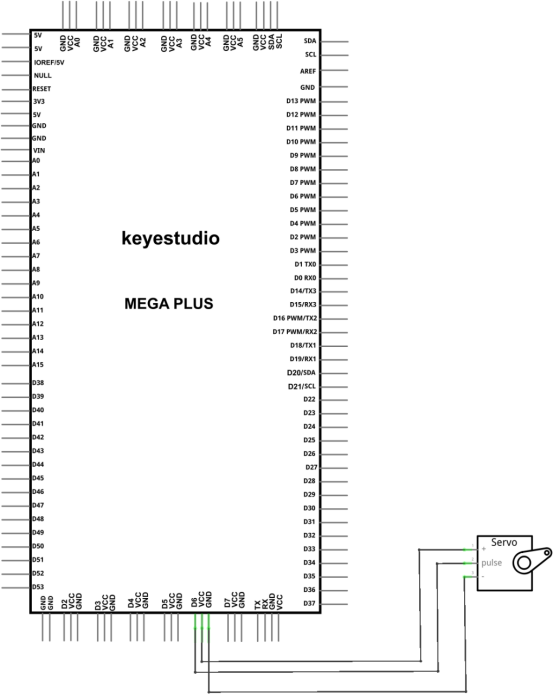 GND
VCC
A0
GND
VCC
A1
GND
VCC
A2
GND
VCC
A3
GND
VCC
A4
GND
VCC
A5
GND
VCC
SDA
SCL
5V
5V
IOREF/5V
NULL
RESET
3V3
5V
GND
GND
VIN
A0
A1
A2
A3
A4
A5
A6
A7
A8
A9
A10
A11
A12
A13
A14
A15
D38
D39
D40
D41
D42
D43
D44
D45
D46
D47
D48
D49
D50
D51
D52
D53
keyestudio
MEGA PLUS
SDA
SCL
AREF
GND
D13 PWM
D12 PWM
D11 PWM
D10 PWM
D9 PWM
D8 PWM
D7 PWM
D6 PWM
D5 PWM
D4 PWM
D2 PWM
D3 PWM
D1 TX0
D0 RX0
D14/TX3
D15/RX3
D16 PWM/TX2
D17 PWM/RX2
D18/TX1
D19/RX1
D20/SDA
D21/SCL
D22
D23
D24
D25
D26
D27
D28
D29
D30
D31
D32
D33
D34
D35
D36
D37
GND
GND
D2
VCC
GND
D3
VCC
GND
D4
VCC
GND
D5
VCC
GND
D6
VCC
GND
D7
VCC
GND
TX
RX
GND
VCC
Servo
+
pulse
-